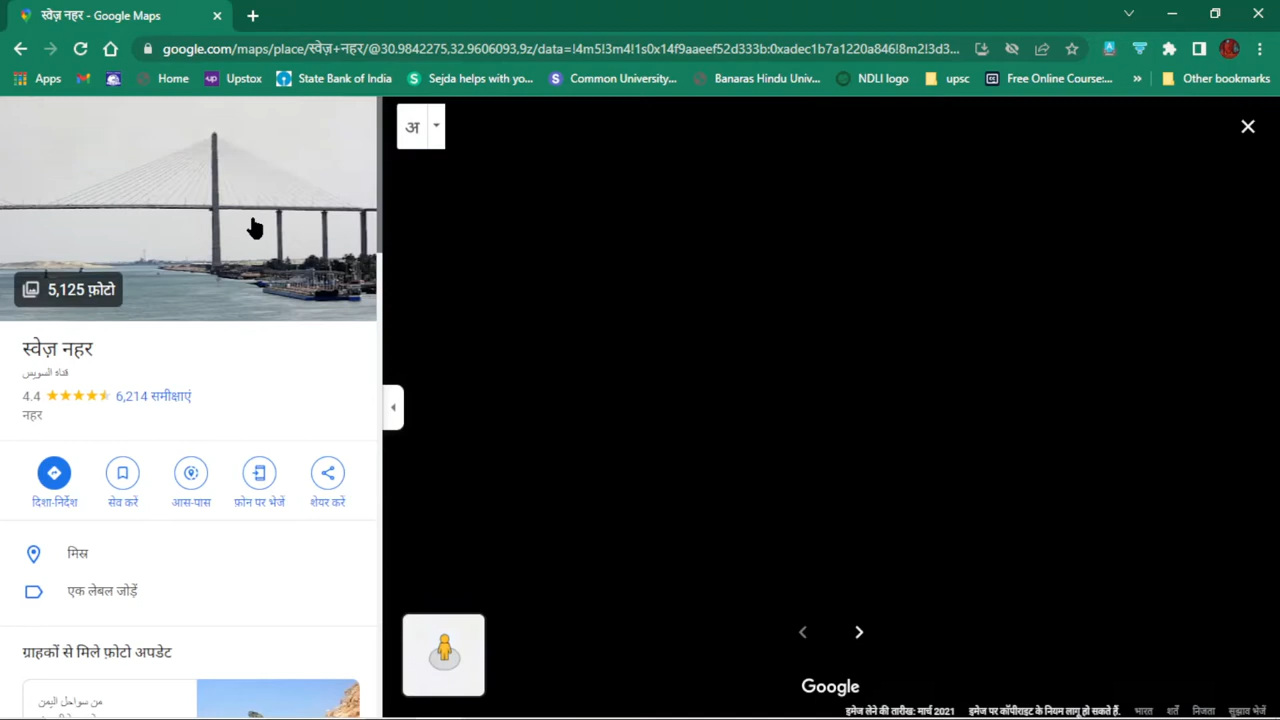 स्वेज़ नहर - Google Maps
google.com/maps/place/स्वेज़+नहर/@30.9842275,32.9606093,9z/data=!4m5!3m4!1s0x14f9aaeef52d333b:0xadec1b7a1220a846!8m2!3d3...
Apps
Home
up Upstox
State Bank of India
S Sejda helps with yo...
S Common University...
Banaras Hindu Univ...
NDLI logo
upsc
Free Online Course:...
»
Other bookmarks
अ
5,125 फ़ोटो
स्वेज़ नहर
قناة السويس
4.4 6,214 समीक्षाएं
नहर
दिशा-निर्देश सेव करें आस-पास फ़ोन पर भेजें शेयर करें
मिस्र
एक लेबल जोड़ें
ग्राहकों से मिले फ़ोटो अपडेट
من سواحل اليمن
Google
इमेज लेने की तारीख: मार्च 2021 इमेज पर कॉपीराइट के नियम लागू हो सकते हैं. भारत शर्तें निजता सुझाव भेजें